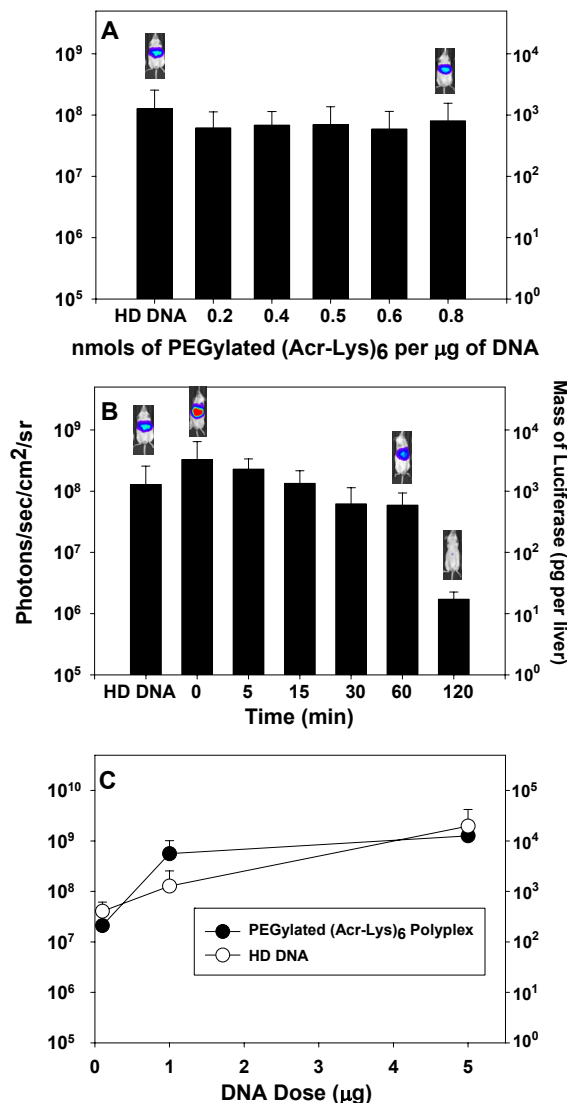 A
10⁹
10⁸
10⁷
10⁶
10⁵
10⁴
10³
10²
10¹
10⁰
HD DNA 0.2 0.4 0.5 0.6 0.8
nmols of PEGylated (Acr-Lys)₆ per μg of DNA
B
10⁹
10⁸
10⁷
10⁶
10⁵
10⁴
10³
10²
10¹
10⁰
HD DNA 0 5 15 30 60 120
Time (min)
Photons/sec/cm²/sr
Mass of Luciferase (pg per liver)
C
10¹⁰
10⁹
10⁸
10⁷
10⁶
10⁵
10⁵
10⁴
10³
10²
10¹
10⁰
PEGylated (Acr-Lys)₆ Polyplex
HD DNA
0 1 2 3 4 5
DNA Dose (μg)